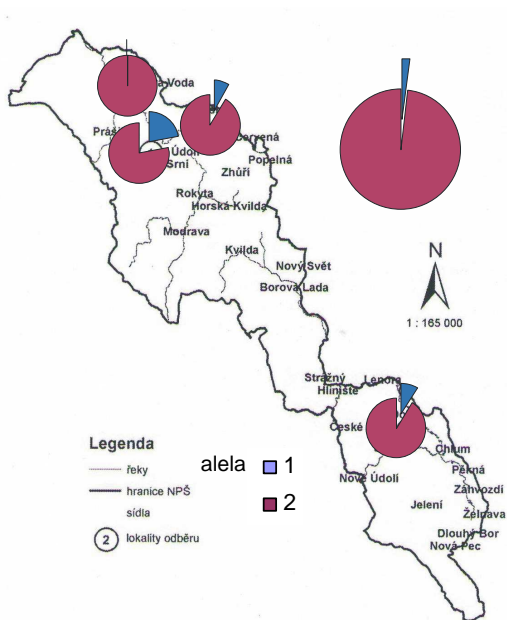 Voda
Údolí
Srní
Červená
Popelná
Zhůří
Rokyta
Horská Kvilda
Modrava
Kvilda
Nový Svět
Borová Lada
N
1 : 165 000
Strážný
Hliniště
Lenora
České
Chlum
Pěkná
Nové Údolí
Záhvozdí
Jelení
Želnava
Dlouhý Bor
Nová Pec
Legenda
řeky
hranice NPŠ
sídla
2 lokality odběru
alela 1
2